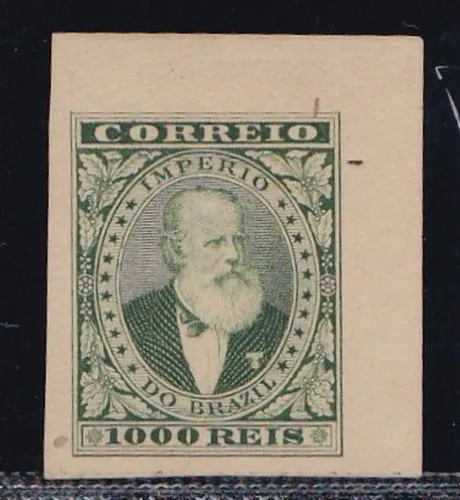 CORREIO
IMPERIO
DO BRAZIL
1000 REIS